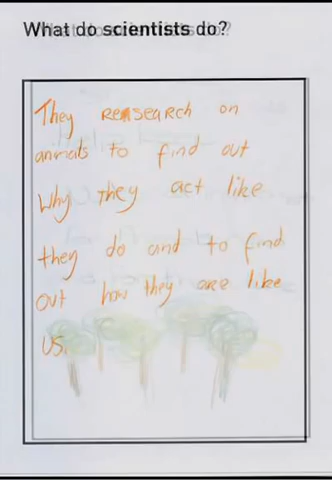 What do scientists do?
They research on
animals to find out
Why they act like
they do and to find
out how they are like
us.